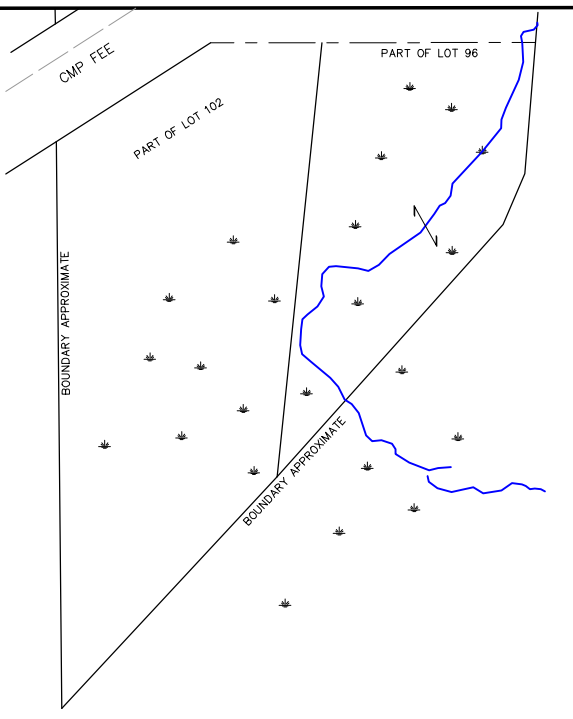 CMP FEE
PART OF LOT 96
PART OF LOT 102
BOUNDARY APPROXIMATE
BOUNDARY APPROXIMATE